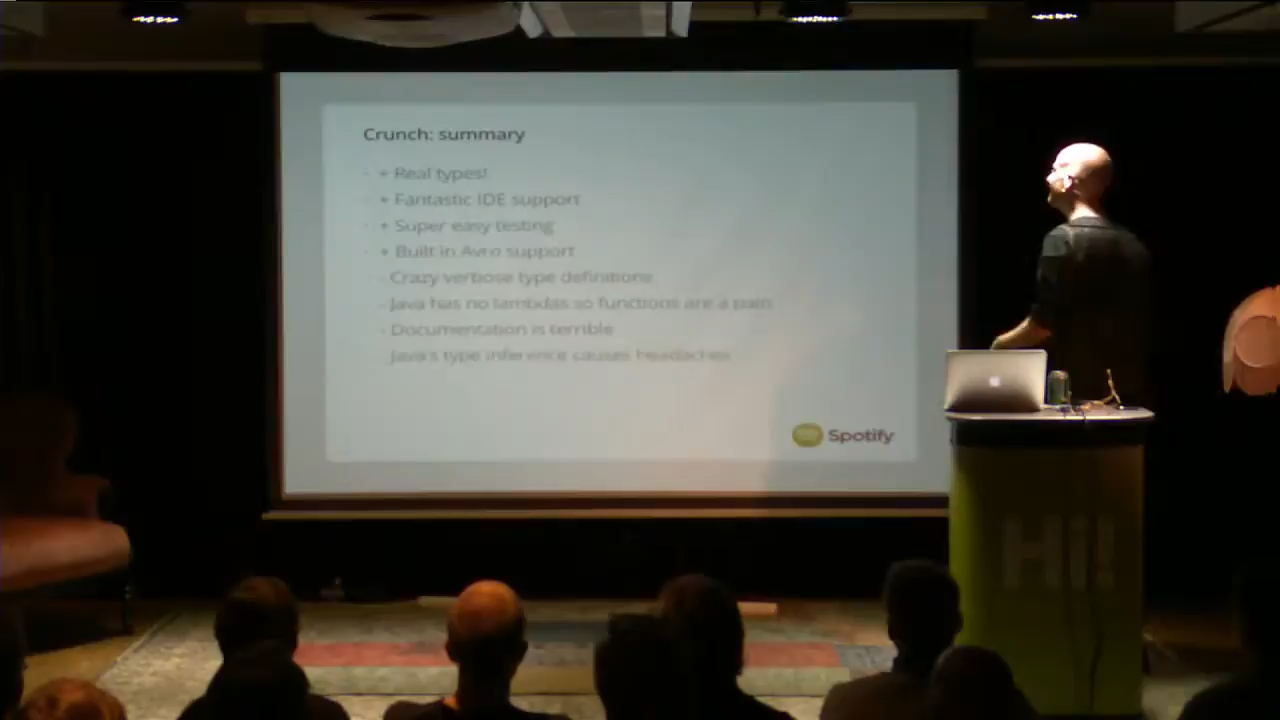 Crunch: summary
- + Real types!
- + Fantastic IDE support
- + Super easy testing
- + Built in Avro support
- Crazy verbose type definitions
- Java has no lambdas so functions are a pain
- Documentation is terrible
- Java's type inference causes headaches
Spotify
Hi!